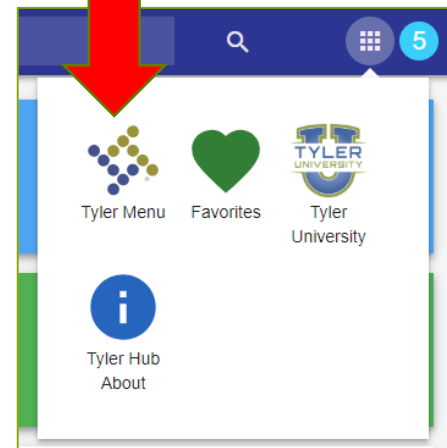 5
TYLER
UNIVERSITY
Tyler Menu Favorites Tyler
University
i
Tyler Hub
About